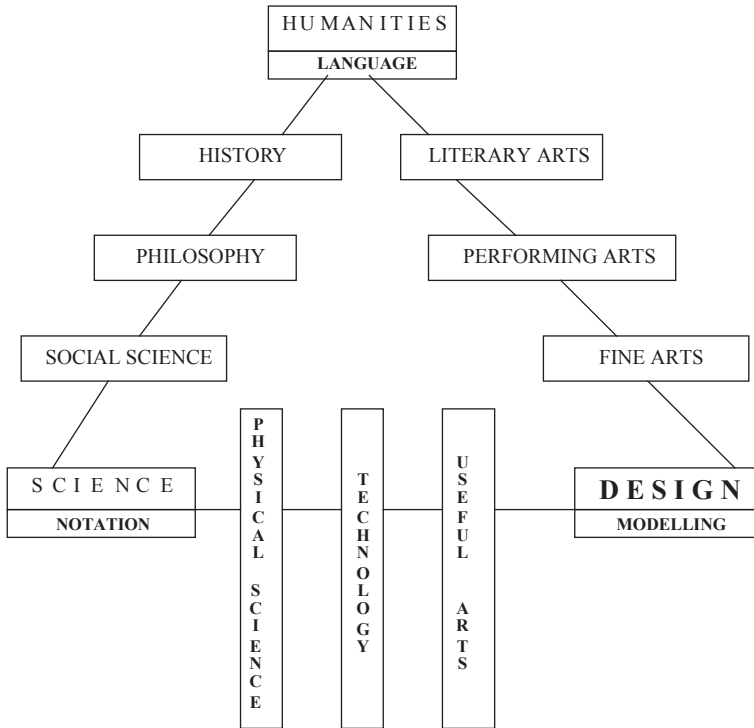 HUMANITIES
LANGUAGE
HISTORY
LITERARY ARTS
PHILOSOPHY
PERFORMING ARTS
SOCIAL SCIENCE
FINE ARTS
SCIENCE
NOTATION
PHYSICAL SCIENCE
TECHNOLOGY
USEFUL ARTS
DESIGN
MODELLING